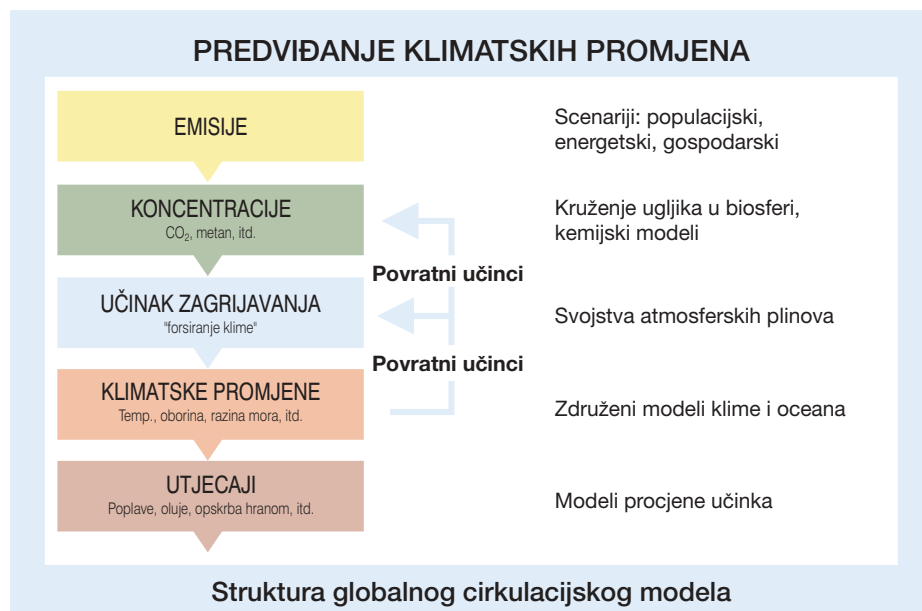 PREDVIĐANJE KLIMATSKIH PROMJENA
EMISIJE
Scenariji: populacijski,
energetski, gospodarski
KONCENTRACIJE
CO₂, metan, itd.
Kruženje ugljika u biosferi,
kemijski modeli
Povratni učinci
UČINAK ZAGRIJAVANJA
"forsiranje klime"
Svojstva atmosferskih plinova
Povratni učinci
KLIMATSKE PROMJENE
Temp., oborina, razina mora, itd.
Združeni modeli klime i oceana
UTJECAJI
Poplave, oluje, opskrba hranom, itd.
Modeli procjene učinka
Struktura globalnog cirkulacijskog modela